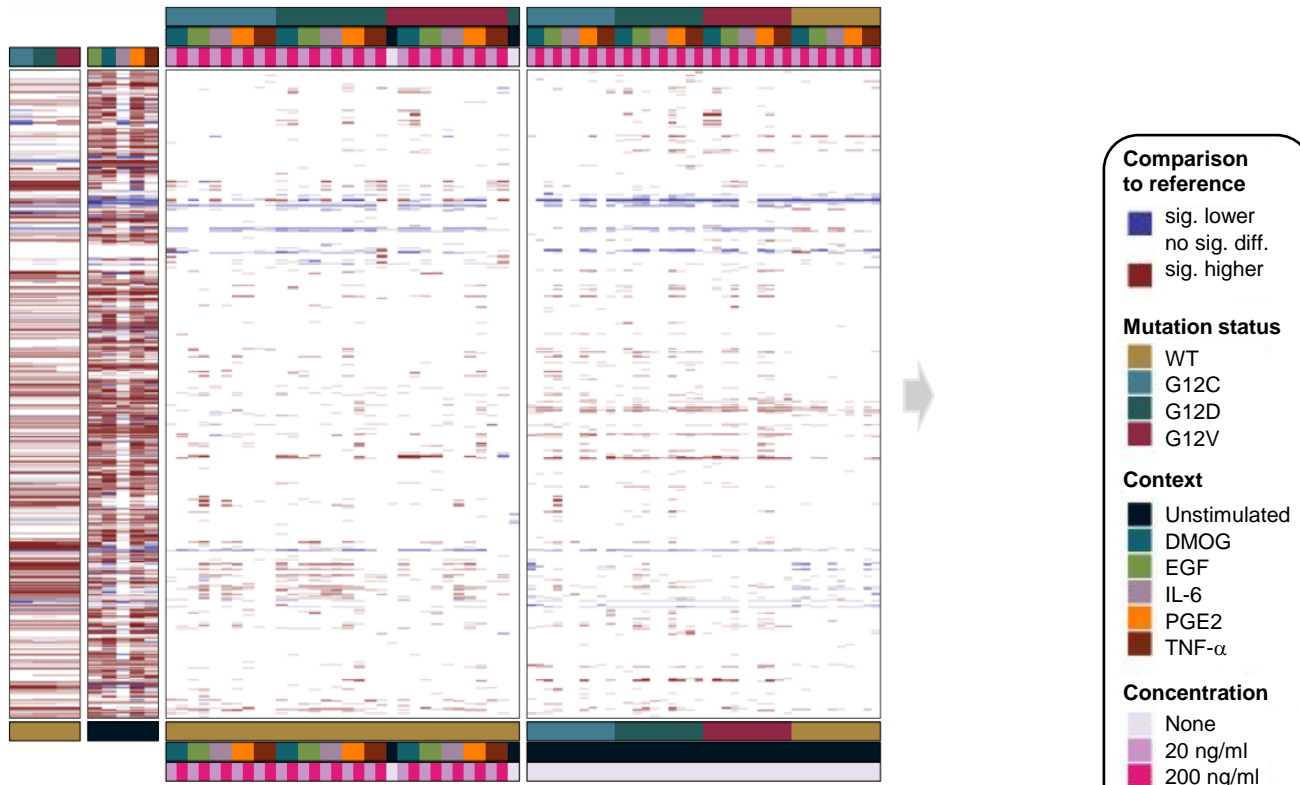 Comparison
to reference
sig. lower
no sig. diff.
sig. higher
Mutation status
WT
G12C
G12D
G12V
Context
Unstimulated
DMOG
EGF
IL-6
PGE2
TNF-α
Concentration
None
20 ng/ml
200 ng/ml